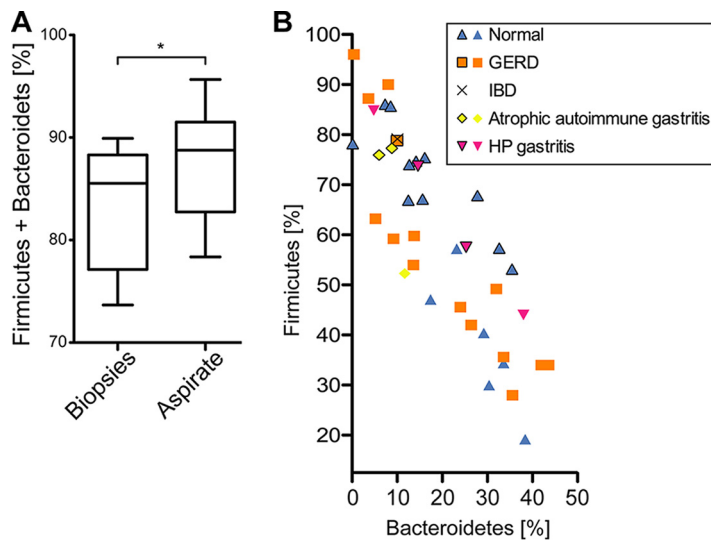 A
Firmicutes + Bacteroidets [%]
100
90
80
70
*
Biopsies
Aspirate
B
Firmicutes [%]
100
90
80
70
60
50
40
30
20
0
10
20
30
40
50
Bacteroidetes [%]
Normal
GERD
IBD
Atrophic autoimmune gastritis
HP gastritis